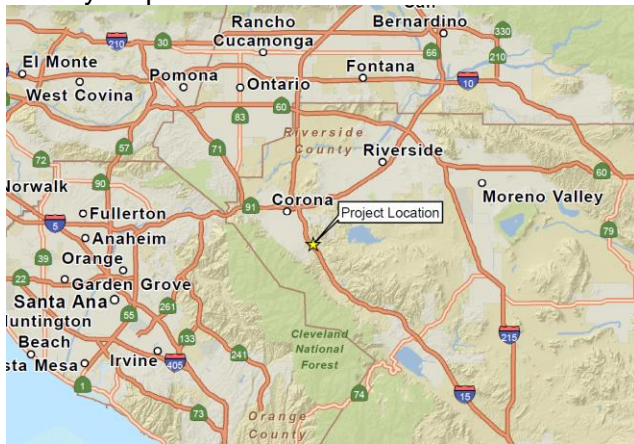 Rancho
Cucamonga
Bernardino
El Monte
West Covina
Pomona
Ontario
Fontana
Riverside
County
Riverside
Corona
Project Location
Moreno Valley
Norwalk
Fullerton
Anaheim
Orange
Garden Grove
Santa Ana
Huntington
Beach
sta Mesa
Irvine
Cleveland
National
Forest
Orange
County
210
30
66
330
210
10
60
83
57
71
72
90
91
5
60
79
39
22
55
261
133
241
405
1
73
74
215
15